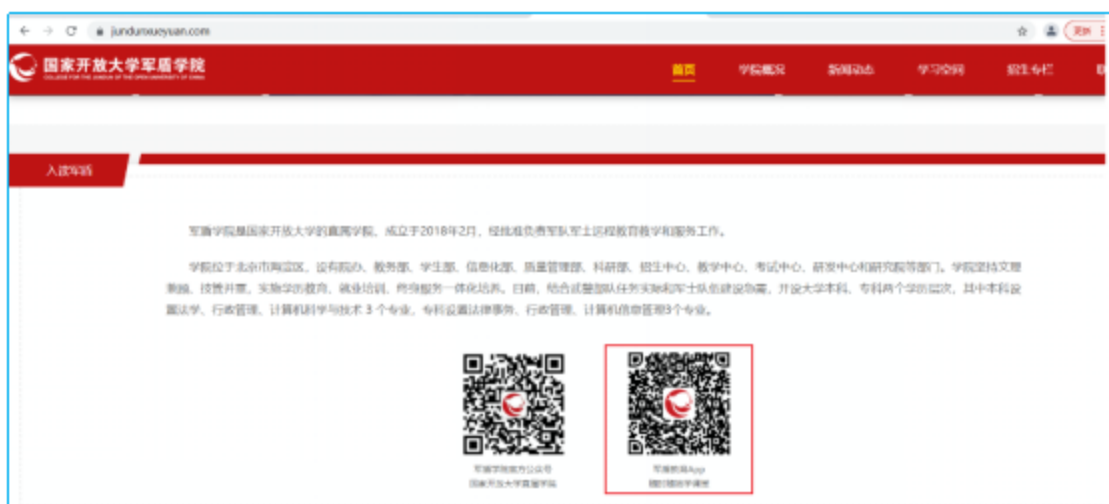 jundunxueyuan.com
更新
国家开放大学军盾学院
首页 学院概况 新闻动态 学习空间 招生专栏
入读军盾
军盾学院是国家开放大学的直属学院，成立于2018年2月，经批准负责军队军士远程教育教学和服务工作。
学院位于北京市海淀区，设有院办、教务部、学生部、信息化部、质量管理部、科研部、招生中心、教学中心、考试中心、研发中心和研究院等部门。学院坚持文理
兼融、技管并重，实施学历教育、就业培训、终身服务一体化培养。目前，结合武警部队任务实际和军士队伍建设急需，开设大学本科、专科两个学历层次，其中本科设
置法学、行政管理、计算机科学与技术 3 个专业，专科设置法律事务、行政管理、计算机信息管理3个专业。
军盾学院官方公众号 军盾教育App
国家开放大学直属学院 随时随地学课堂